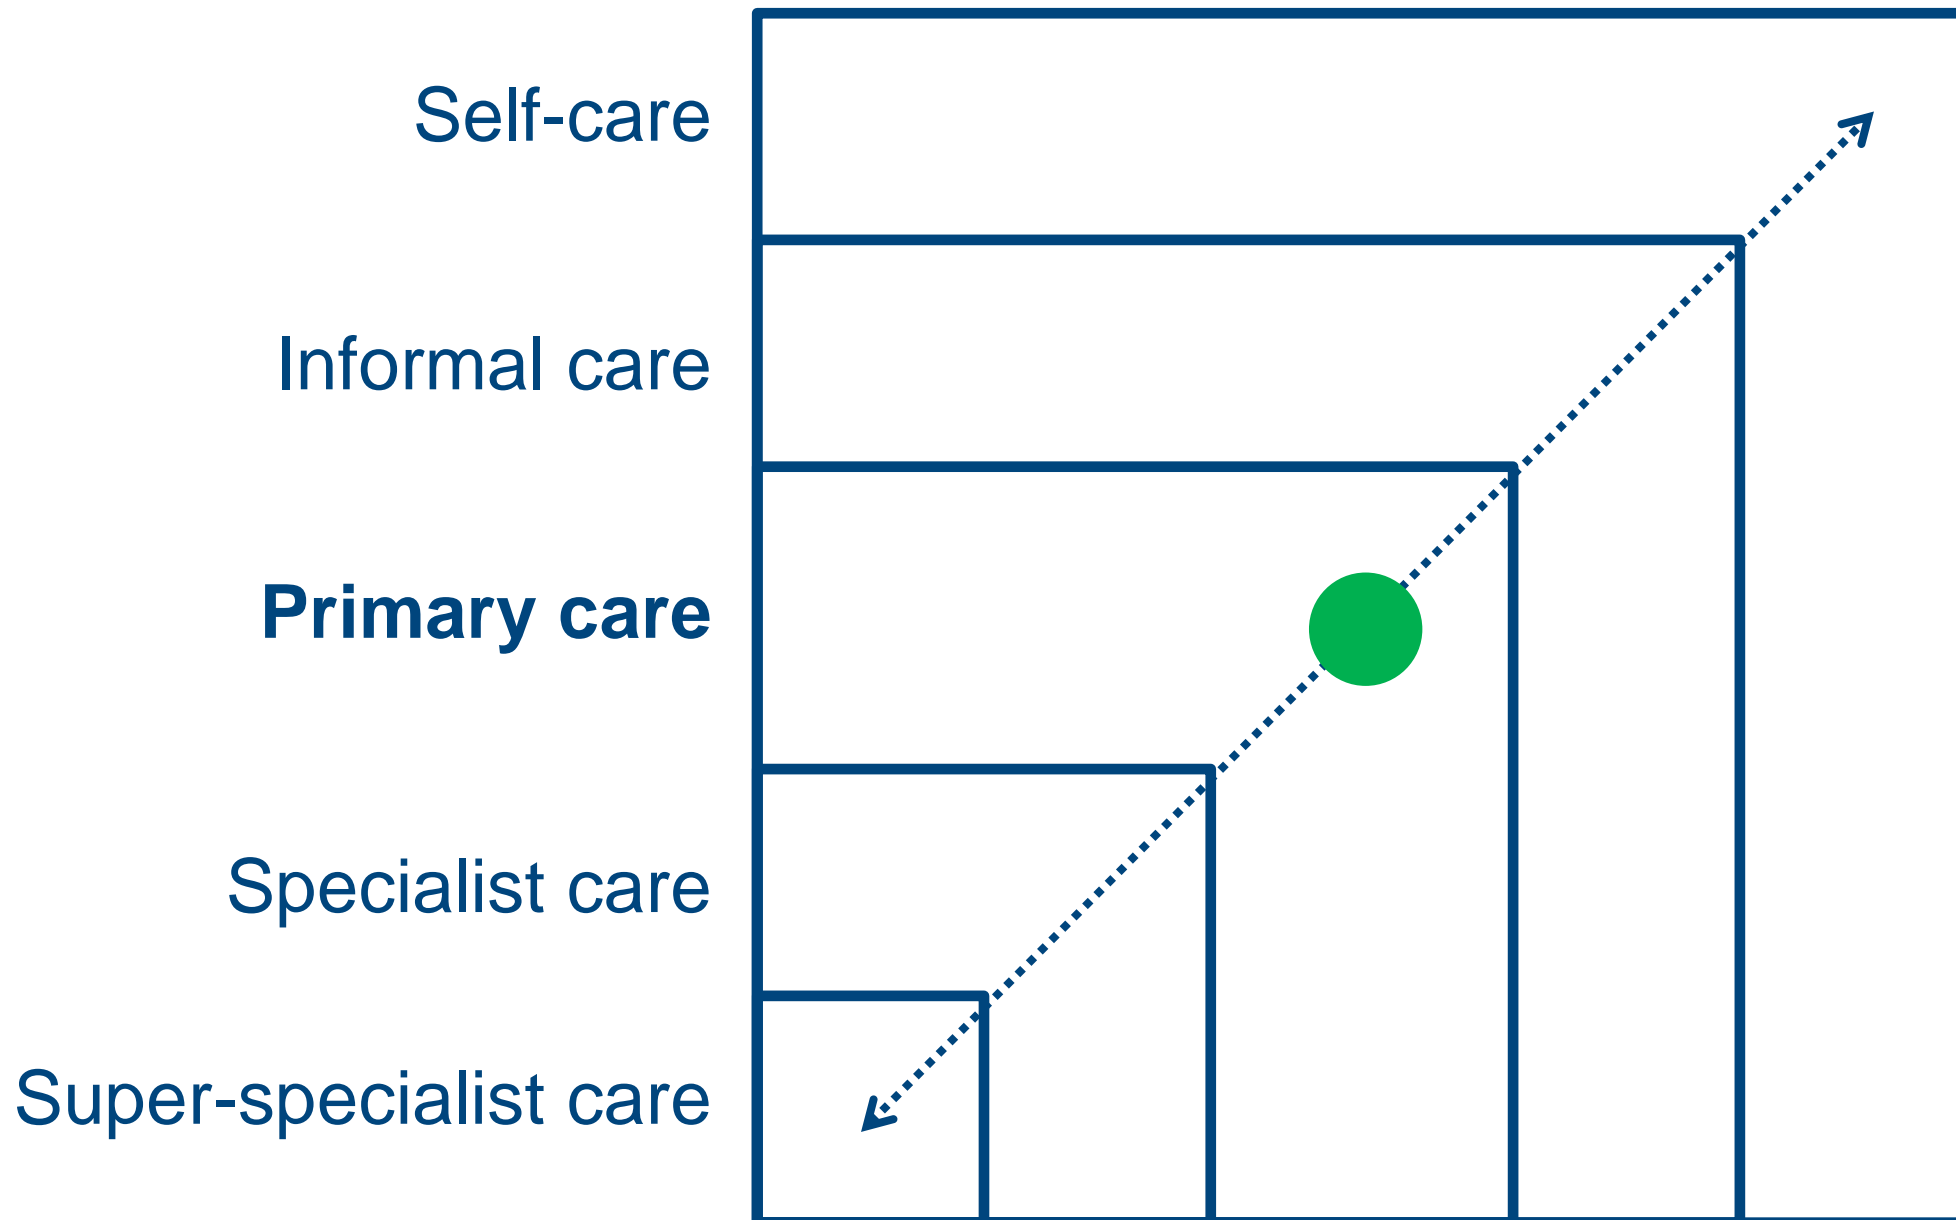 Self-care
Informal care
Primary care
Specialist care
Super-specialist care